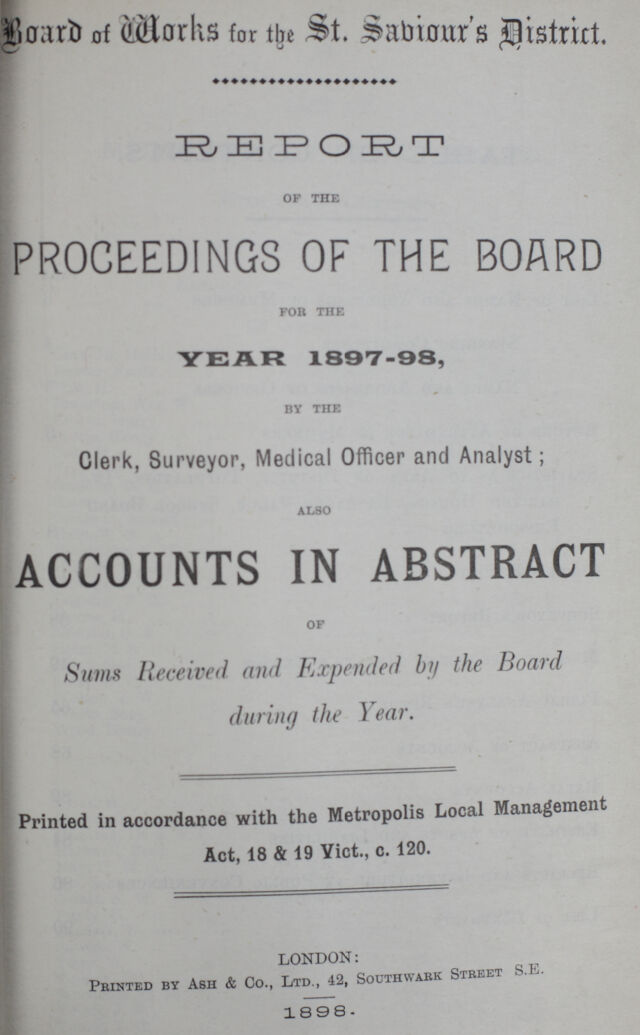 Board of Works for the St. Saviour's District.
REPORT
OF THE
PROCEEDINGS OF THE BOARD
FOR THE
YEAR 1897-98,
BY THE
Clerk, Surveyor, Medical Officer and Analyst;
ALSO
ACCOUNTS IN ABSTRACT
OF
Sums Received and Expended by the Board
during the Year.
Printed in accordance with the Metropolis Local Management
Act, 18 & 19 Vict., c. 120.
LONDON:
PRINTED BY ASH & CO., LTD., 42, SOUTHWARK STREET S.E.
1898.